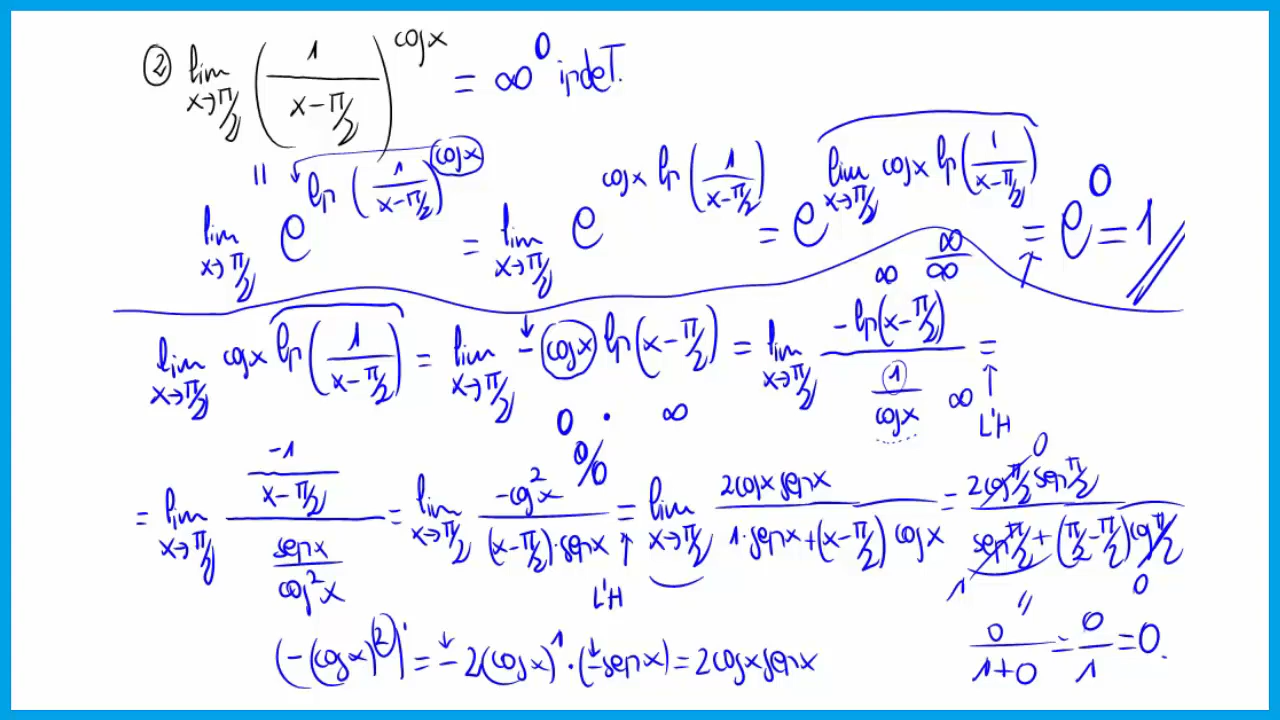 ② lim x→π/2 (1/(x-π/2))^cosx = ∞^0 indeT.
"
lim x→π/2 e^ln(1/(x-π/2))^cosx = lim x→π/2 e^cosx ln(1/(x-π/2)) = e^lim x→π/2 cosx ln(1/(x-π/2)) = e^0 = 1 //
lim x→π/2 cosx ln(1/(x-π/2)) = lim x→π/2 -cosx ln(x-π/2) = lim x→π/2 (-ln(x-π/2))/(1/cosx) =
∞ ∞/∞
0 · ∞
∞ L'H
= lim x→π/2 (-1/(x-π/2))/(senx/cos²x) = lim x→π/2 (-cos²x)/((x-π/2)·senx) = lim x→π/2 (2cosx senx)/(1·senx+(x-π/2)cosx) = (2cosπ/2 senπ/2)/(senπ/2+(π/2-π/2)cosπ/2)
0/0 L'H
0 1 0
"
(-(cosx)²)' = -2(cosx)^1·(-senx) = 2cosx senx
0/(1+0) = 0/1 = 0.